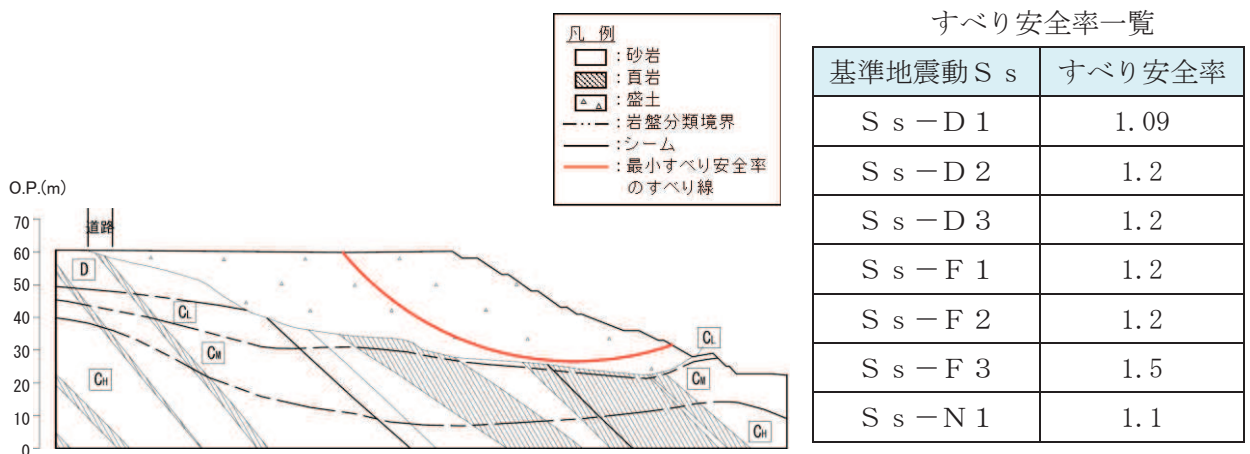 凡 例
:砂岩
:頁岩
:盛土
:岩盤分類境界
:シーム
:最小すべり安全率
のすべり線
O.P.(m)
70
60
50
40
30
20
10
0
道路
D
CL
CM
CH
CL
CM
CH
すべり安全率一覧
基準地震動Ss すべり安全率
Ss-D1 1.09
Ss-D2 1.2
Ss-D3 1.2
Ss-F1 1.2
Ss-F2 1.2
Ss-F3 1.5
Ss-N1 1.1